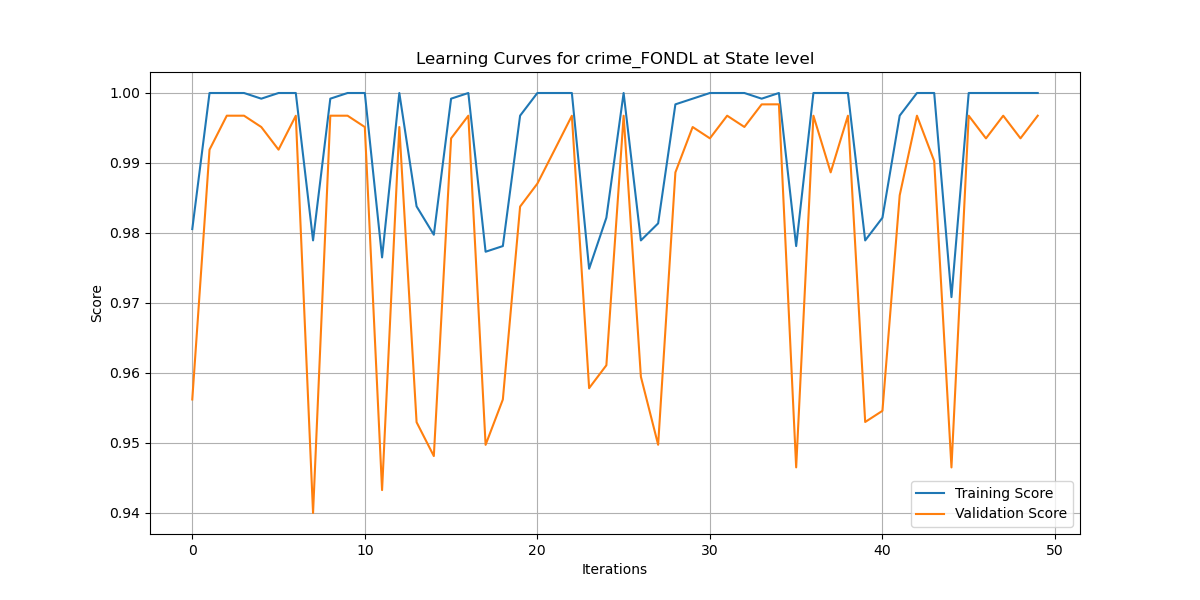 Learning Curves for crime_FONDL at State level
1.00
0.99
0.98
0.97
0.96
0.95
0.94
Score
0
10
20
30
40
50
Iterations
Training Score
Validation Score